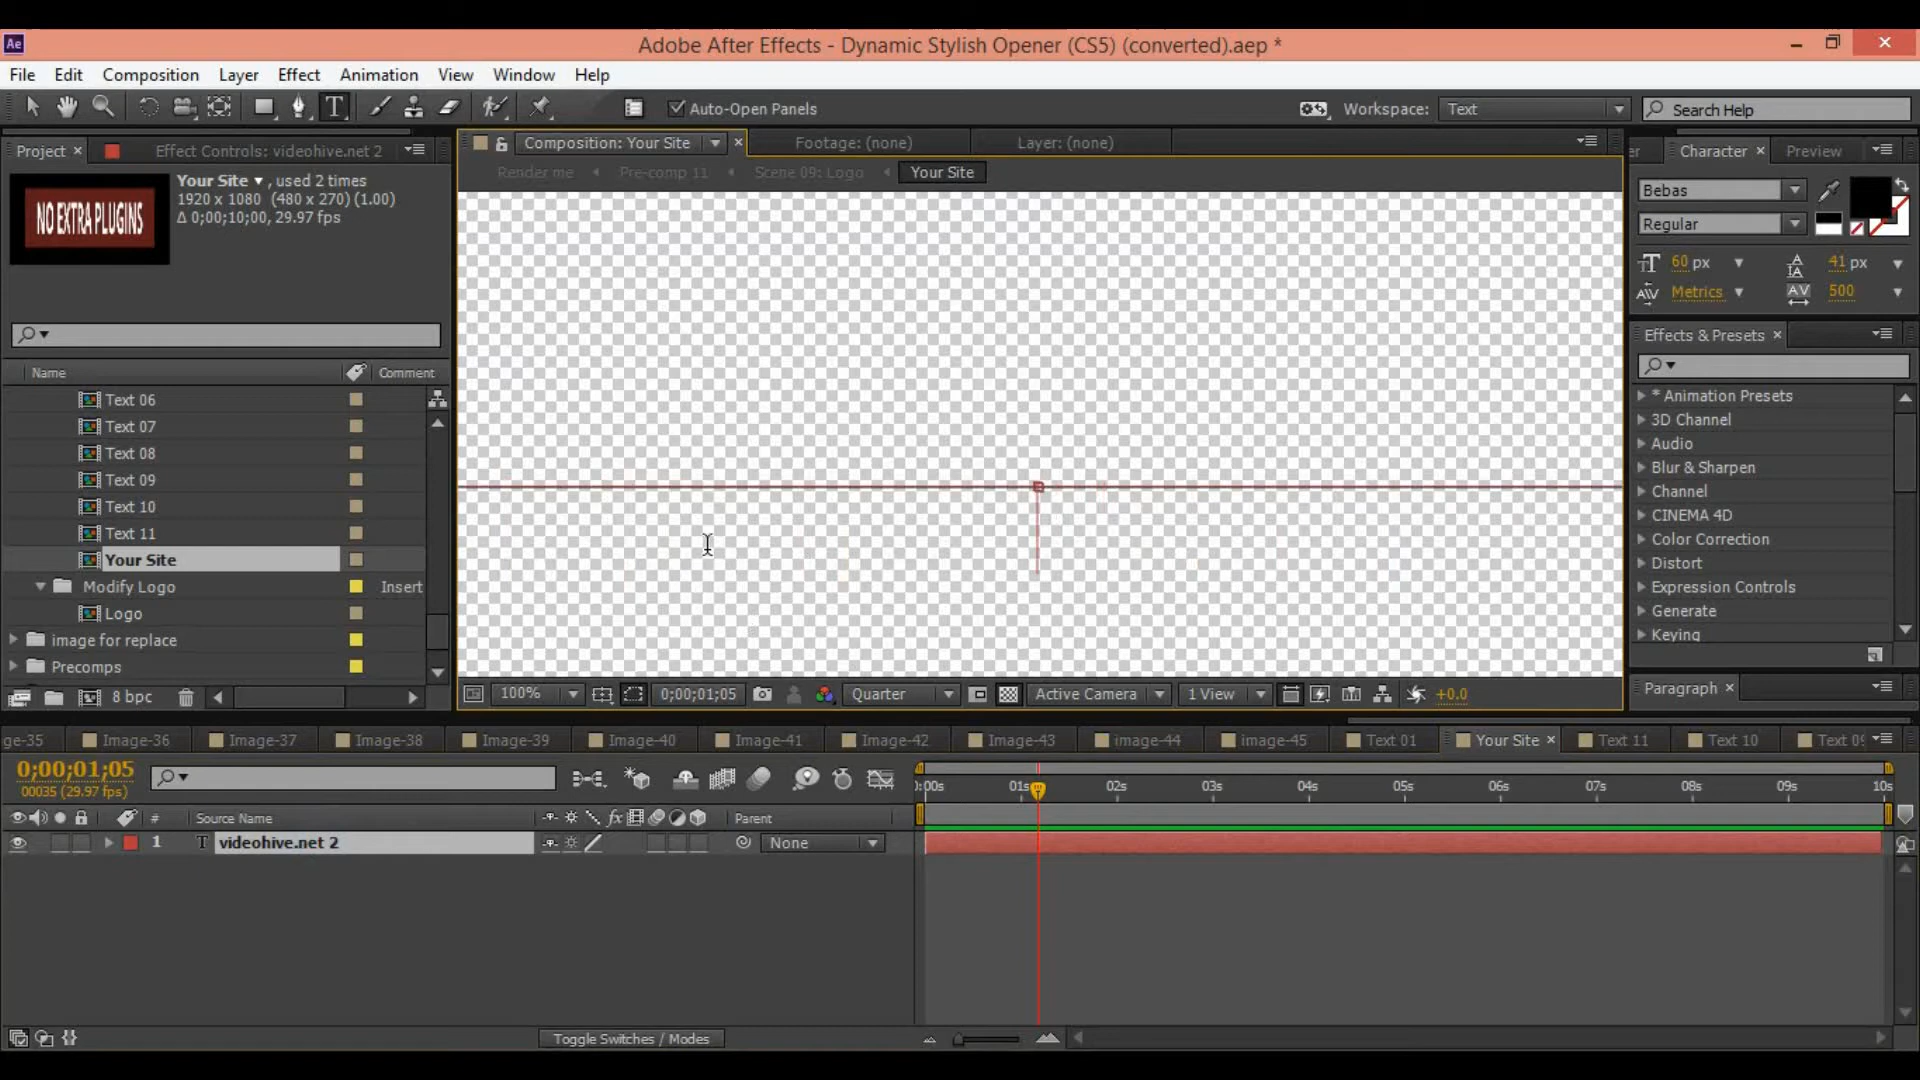 Ae
Adobe After Effects - Dynamic Stylish Opener (CS5) (converted).aep *
File Edit Composition Layer Effect Animation View Window Help
T Auto-Open Panels Workspace: Text Search Help
Project × Effect Controls: videohive.net 2
Composition: Your Site × Footage: (none) Layer: (none)
er Character × Preview
Render me Pre-comp 11 Scene 09: Logo Your Site
NO EXTRA PLUGINS
Your Site , used 2 times
1920 x 1080 (480 x 270) (1.00)
Δ 0;00;10;00, 29.97 fps
Bebas
Regular
60 px 41 px
Metrics 500
Effects & Presets ×
* Animation Presets
3D Channel
Audio
Blur & Sharpen
Channel
CINEMA 4D
Color Correction
Distort
Expression Controls
Generate
Keying
Paragraph ×
Name Comment
Text 06
Text 07
Text 08
Text 09
Text 10
Text 11
Your Site
Modify Logo Insert
Logo
image for replace
Precomps
8 bpc
100% 0;00;01;05 Quarter Active Camera 1 View +0.0
ge-35 Image-36 Image-37 Image-38 Image-39 Image-40 Image-41 Image-42 Image-43 image-44 image-45 Text 01 Your Site × Text 11 Text 10 Text 09
0;00;01;05
00035 (29.97 fps)
):00s 01s 02s 03s 04s 05s 06s 07s 08s 09s 10s
# Source Name fx Parent
1 T videohive.net 2 None
Toggle Switches / Modes